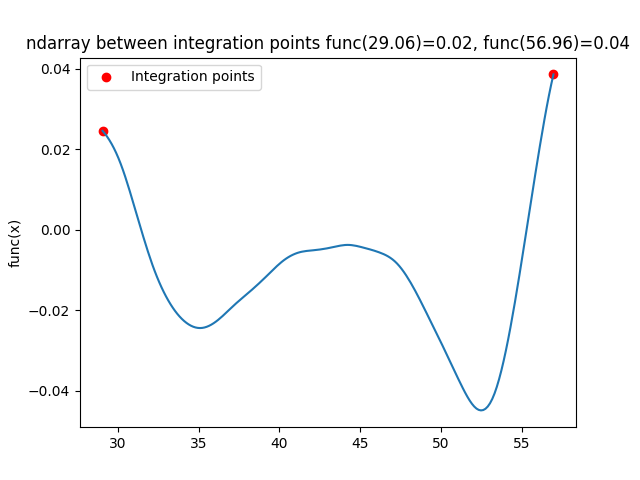 ndarray between integration points func(29.06)=0.02, func(56.96)=0.04
Integration points
func(x)
0.04
0.02
0.00
−0.02
−0.04
30 35 40 45 50 55